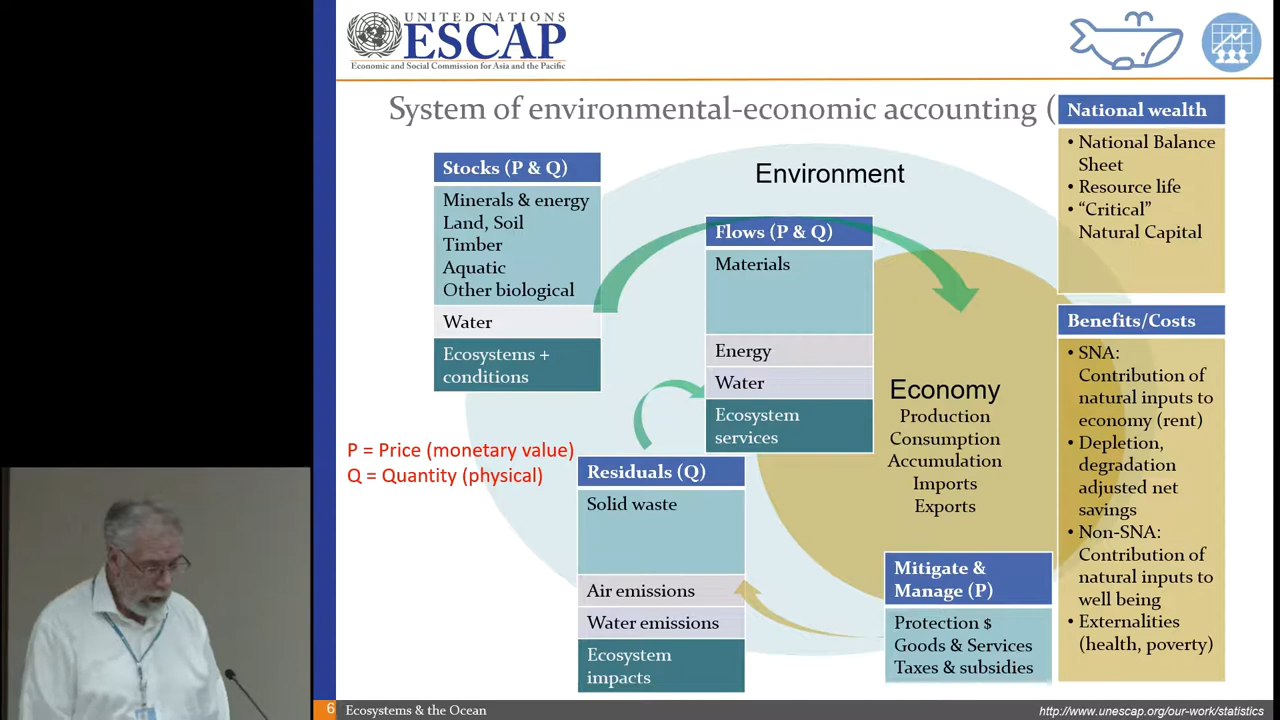 UNITED NATIONS
ESCAP
Economic and Social Commission for Asia and the Pacific
System of environmental-economic accounting (
National wealth
• National Balance
Sheet
• Resource life
• “Critical”
Natural Capital
Stocks (P & Q)
Minerals & energy
Land, Soil
Timber
Aquatic
Other biological
Water
Ecosystems +
conditions
Environment
Flows (P & Q)
Materials
Energy
Water
Ecosystem
services
Economy
Production
Consumption
Accumulation
Imports
Exports
Benefits/Costs
• SNA:
Contribution of
natural inputs to
economy (rent)
• Depletion,
degradation
adjusted net
savings
• Non-SNA:
Contribution of
natural inputs to
well being
• Externalities
(health, poverty)
P = Price (monetary value)
Q = Quantity (physical)
Residuals (Q)
Solid waste
Air emissions
Water emissions
Ecosystem
impacts
Mitigate &
Manage (P)
Protection $
Goods & Services
Taxes & subsidies
6
Ecosystems & the Ocean
http://www.unescap.org/our-work/statistics